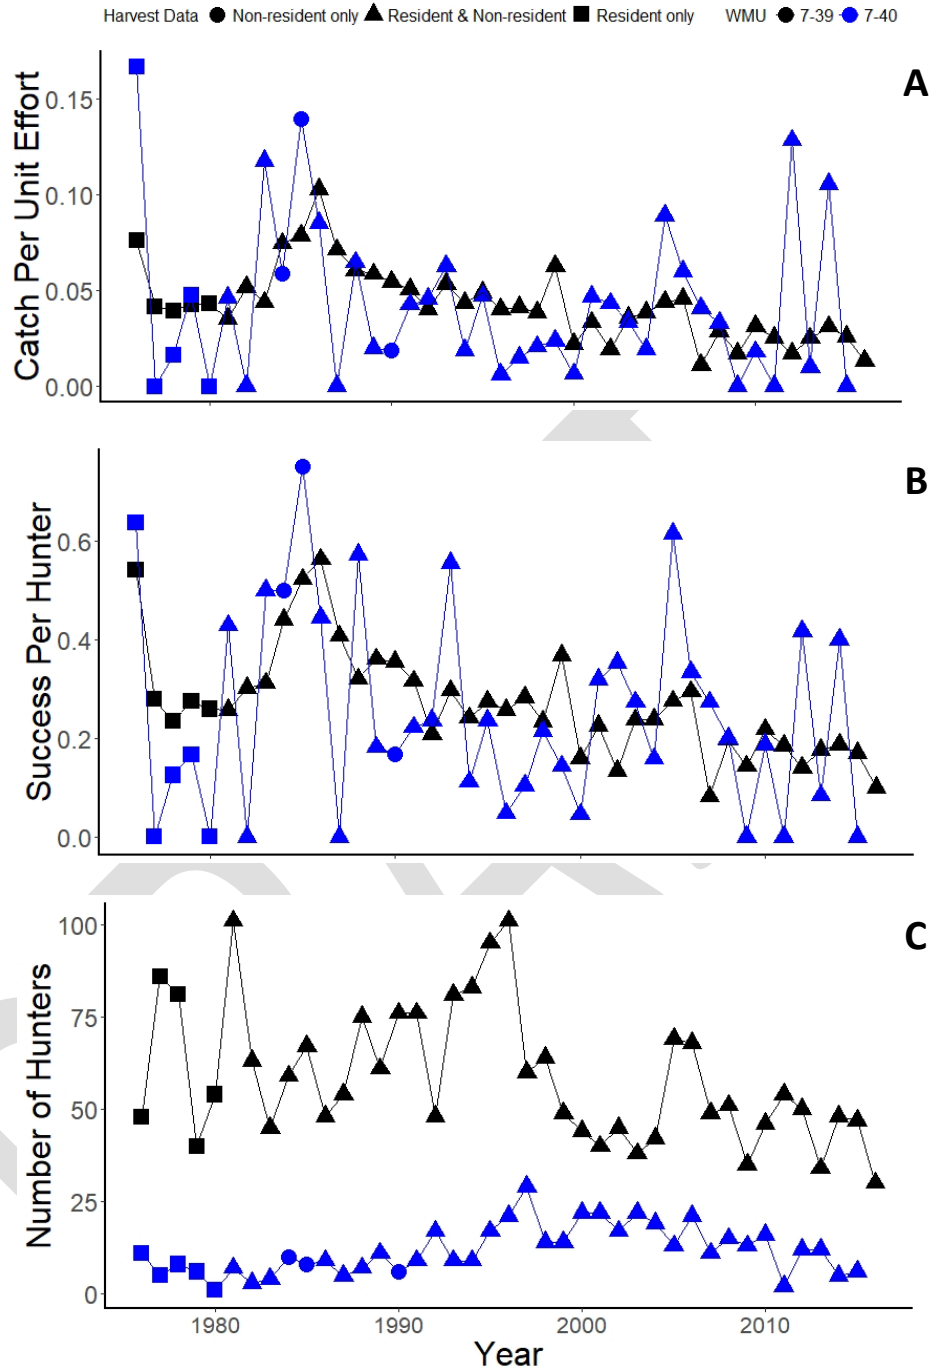 Harvest Data Non-resident only Resident & Non-resident Resident only WMU 7-39 7-40
A
Catch Per Unit Effort
0.15
0.10
0.05
0.00
B
Success Per Hunter
0.6
0.4
0.2
0.0
C
Number of Hunters
100
75
50
25
0
1980 1990 2000 2010
Year